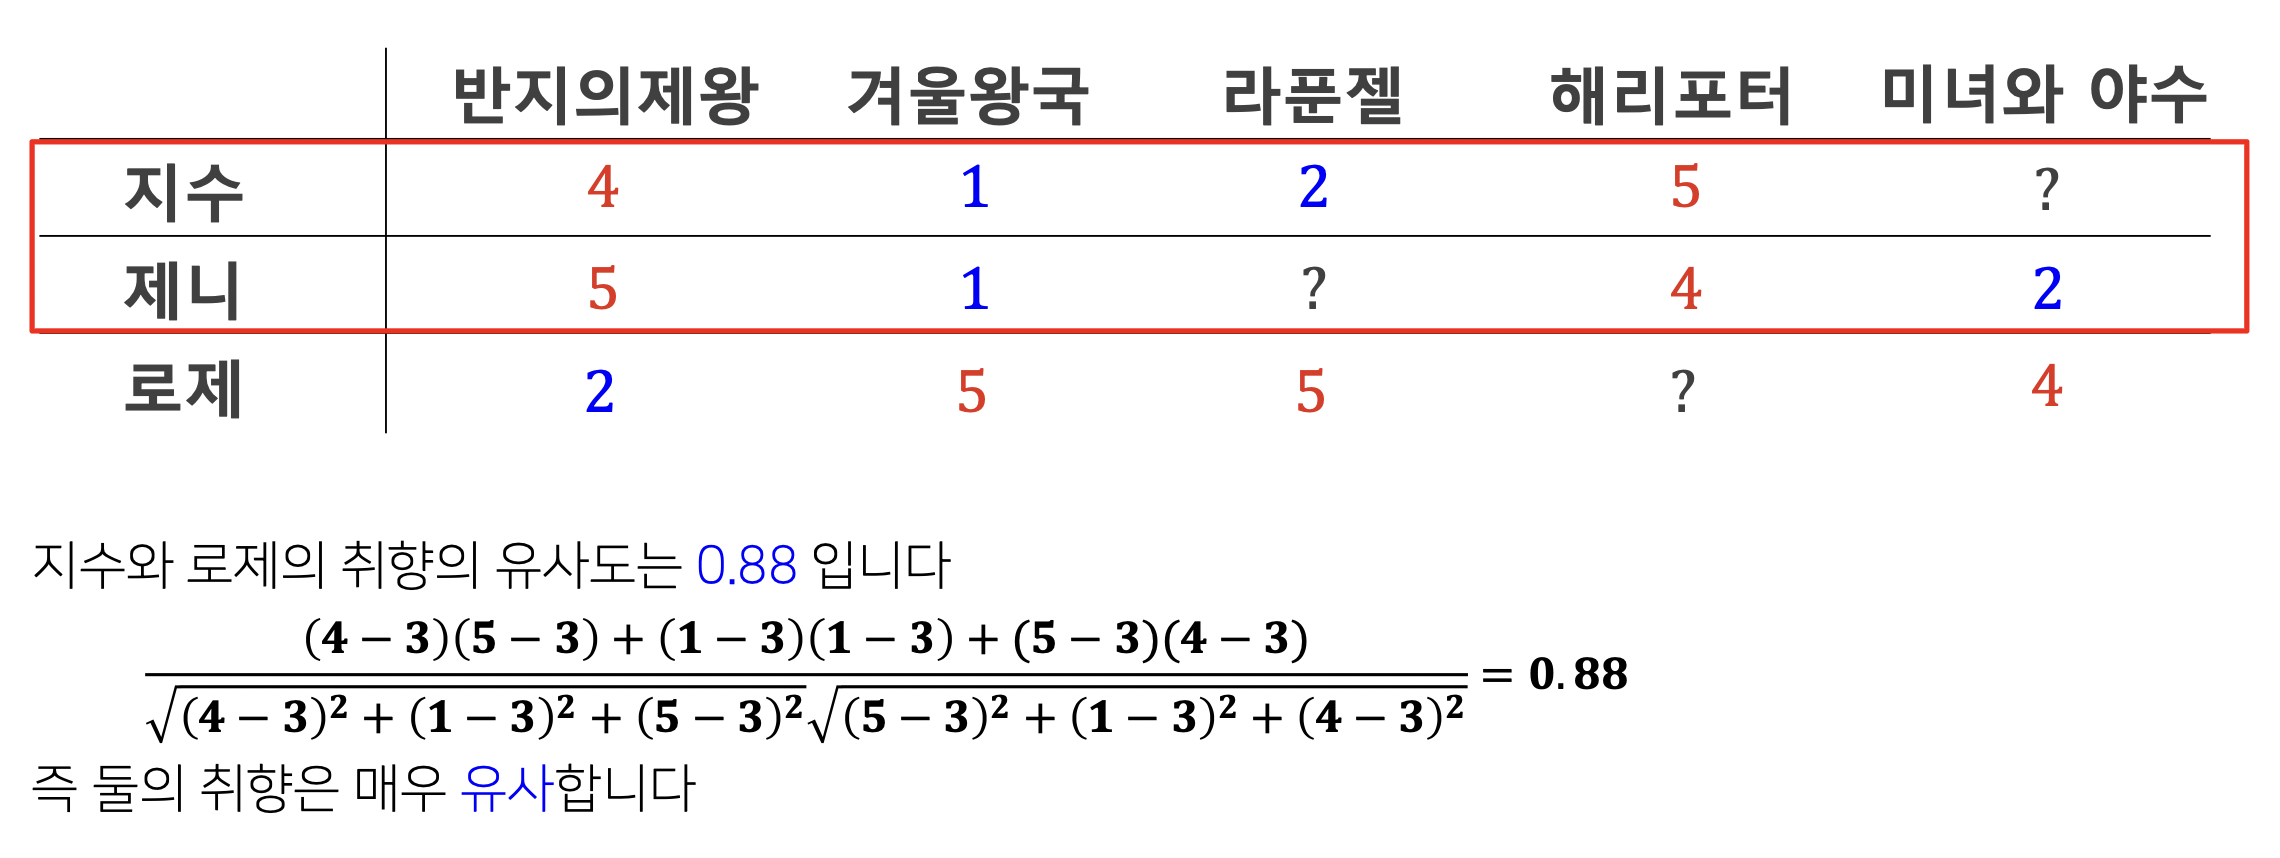 반지의제왕 겨울왕국 라푼젤 해리포터 미녀와 야수
지수 4 1 2 5 ?
제니 5 1 ? 4 2
로제 2 5 5 ? 4
지수와 로제의 취향의 유사도는 0.88 입니다
(4 − 3)(5 − 3) + (1 − 3)(1 − 3) + (5 − 3)(4 − 3)
√(4 − 3)² + (1 − 3)² + (5 − 3)² √(5 − 3)² + (1 − 3)² + (4 − 3)² = 0.88
즉 둘의 취향은 매우 유사합니다